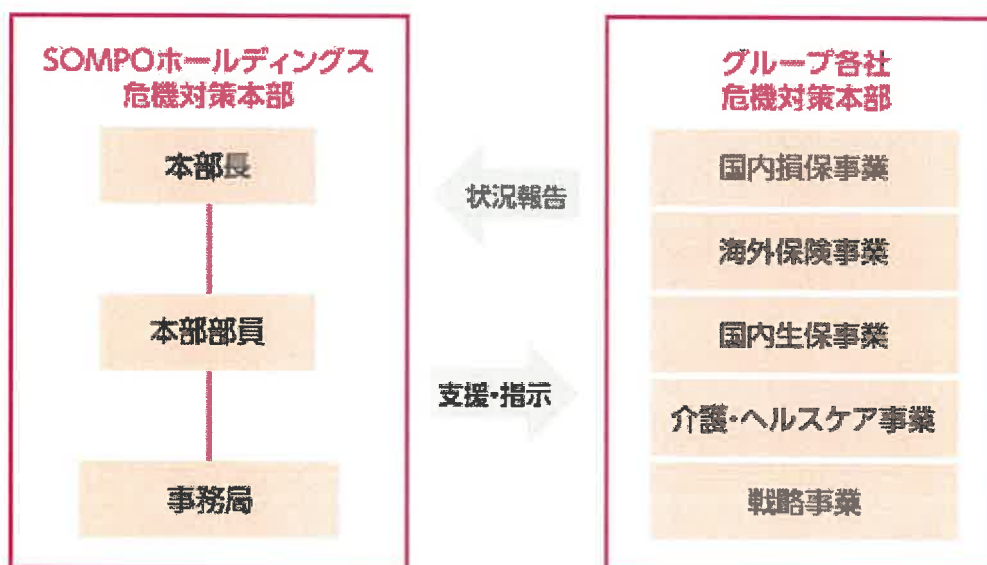 SOMPOホールディングス
危機対策本部
本部長
本部部員
事務局
状況報告
支援・指示
グループ各社
危機対策本部
国内損保事業
海外保険事業
国内生保事業
介護・ヘルスケア事業
戦略事業